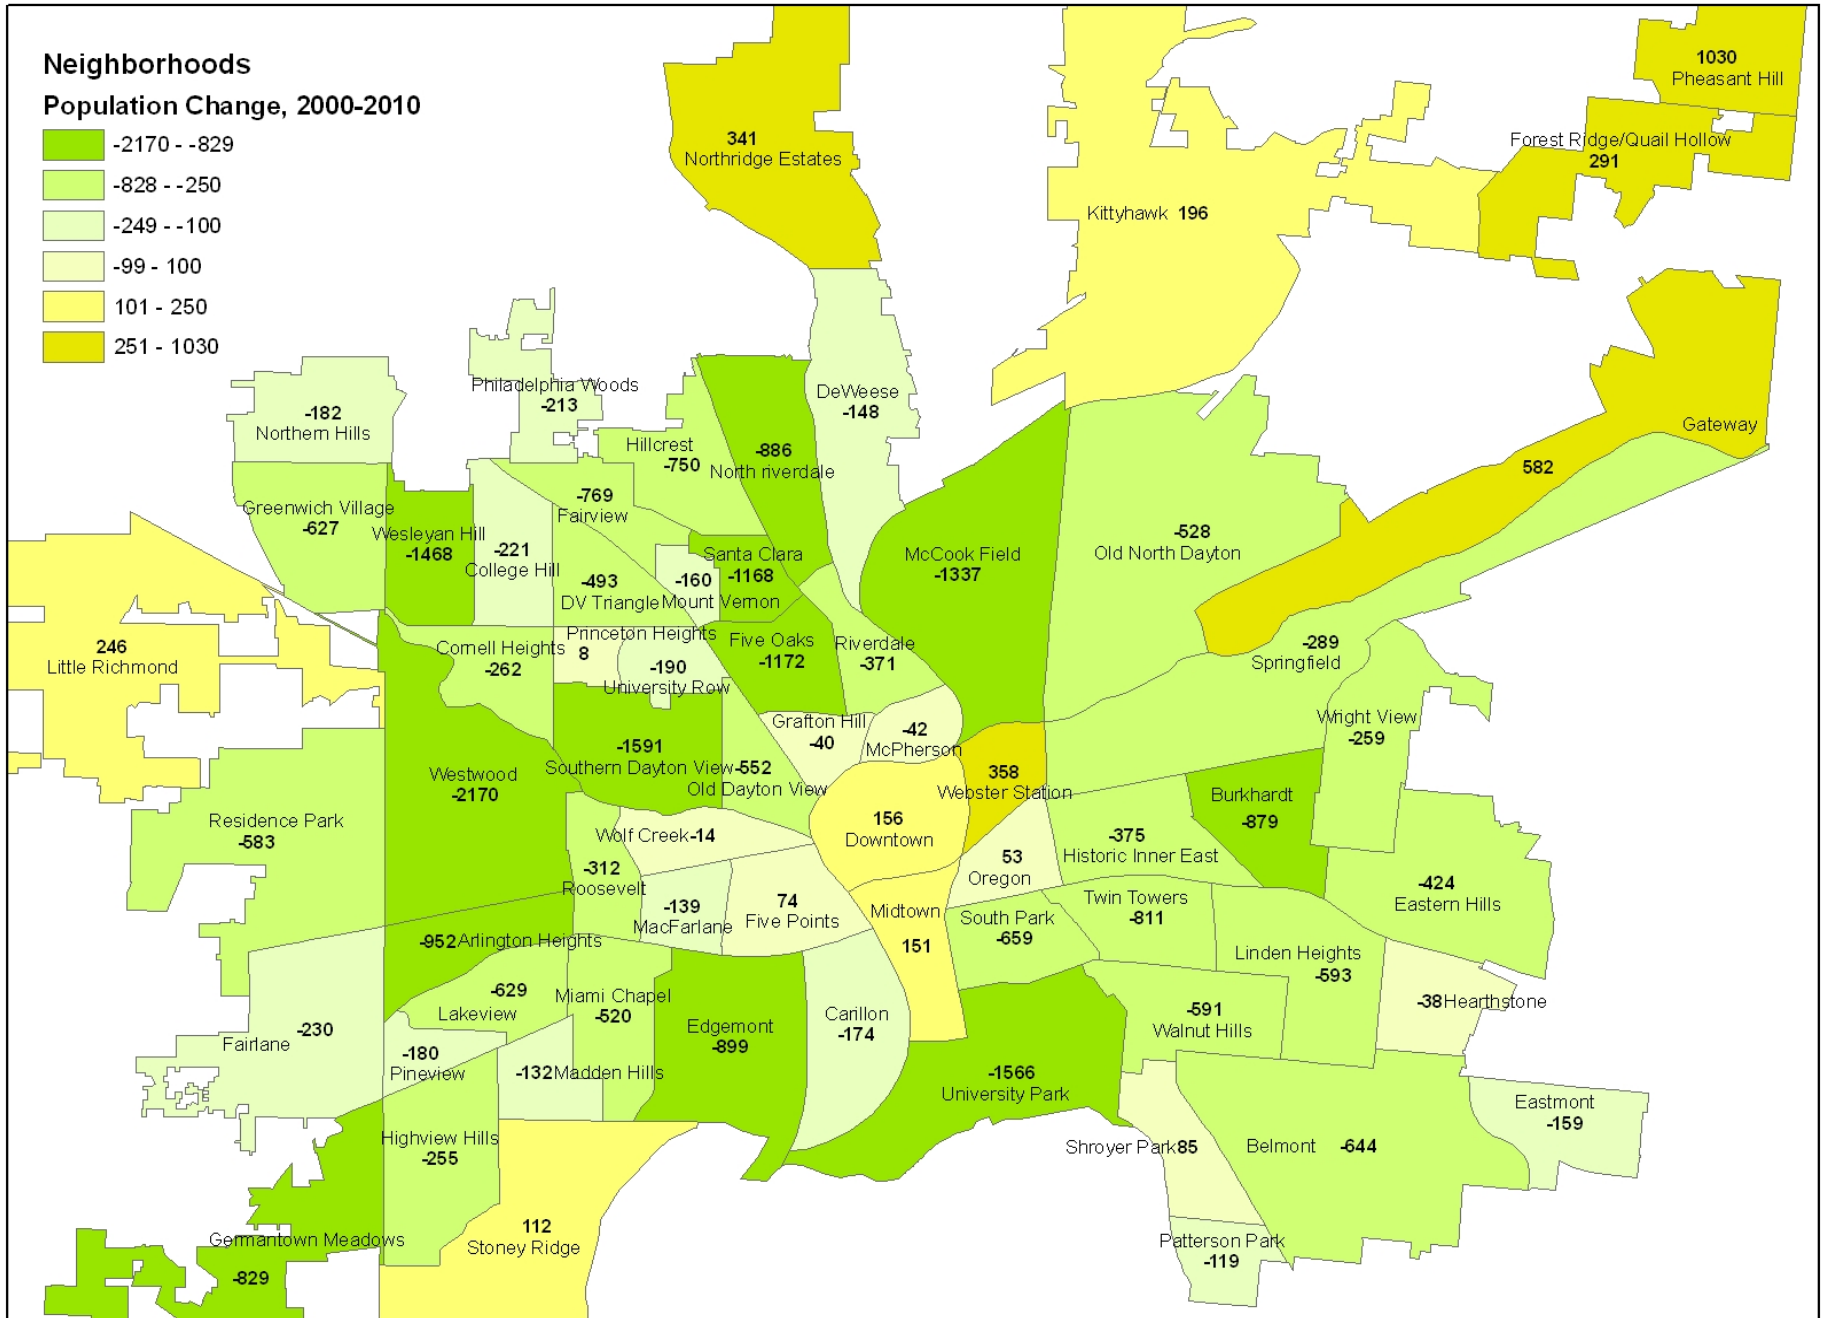 Neighborhoods
Population Change, 2000-2010
-2170 - -829
-828 - -250
-249 - -100
-99 - 100
101 - 250
251 - 1030
1030
Pheasant Hill
341
Northridge Estates
Forest Ridge/Quail Hollow
291
Kittyhawk 196
Philadelphia Woods
-213
DeWeese
-148
-182
Northern Hills
Gateway
582
Hillcrest
-750
-886
North riverdale
-769
Fairview
Greenwich Village
-627
Wesleyan Hill
-1468
-221
College Hill
-528
Old North Dayton
McCook Field
-1337
Santa Clara
-1168
-493
DV Triangle
-160
Mount Vernon
Princeton Heights
8
Five Oaks
-1172
Riverdale
-371
-289
Springfield
246
Little Richmond
Cornell Heights
-262
-190
University Row
Grafton Hill
-40
-42
McPherson
Wright View
-259
-1591
Southern Dayton View
-552
Old Dayton View
Westwood
-2170
358
Webster Station
Burkhardt
-879
Residence Park
-583
156
Downtown
Wolf Creek -14
-375
Historic Inner East
53
Oregon
-312
Roosevelt
-424
Eastern Hills
-139
MacFarlane
74
Five Points
Midtown
151
South Park
-659
Twin Towers
-811
-952 Arlington Heights
Linden Heights
-593
-629
Lakeview
Miami Chapel
-520
-38 Hearthstone
-591
Walnut Hills
-230
Fairlane
Edgemont
-899
Carillon
-174
-180
Pineview
-132 Madden Hills
-1566
University Park
Eastmont
-159
Highview Hills
-255
Shroyer Park 85
Belmont -644
112
Stoney Ridge
Germantown Meadows
-829
Patterson Park
-119